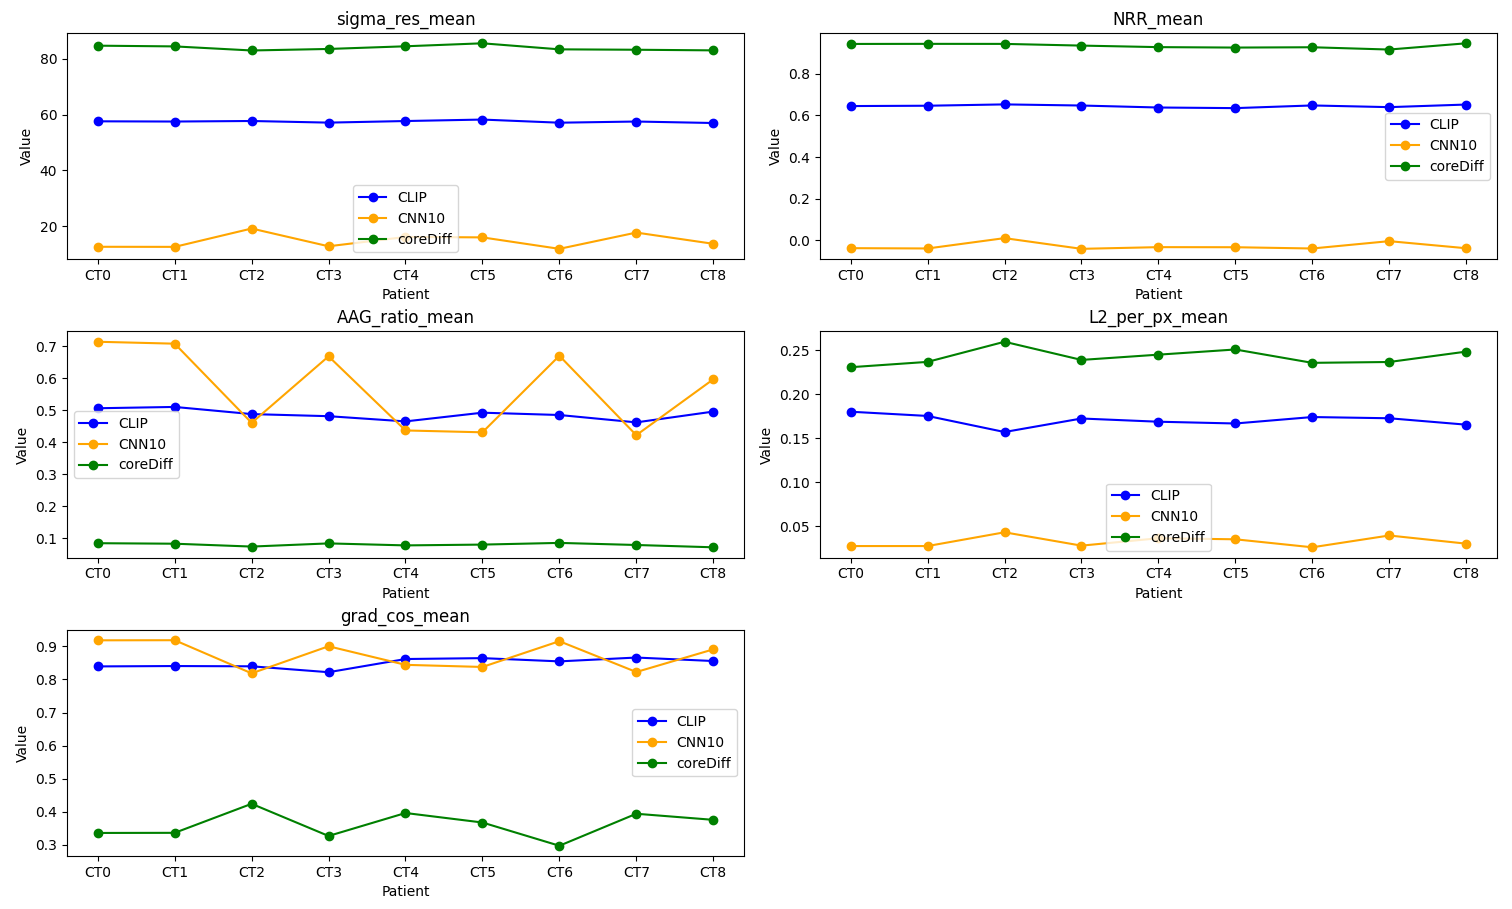 sigma_res_mean
Value
80
60
40
20
CLIP
CNN10
coreDiff
CT0 CT1 CT2 CT3 CT4 CT5 CT6 CT7 CT8
Patient
NRR_mean
Value
0.8
0.6
0.4
0.2
0.0
CLIP
CNN10
coreDiff
CT0 CT1 CT2 CT3 CT4 CT5 CT6 CT7 CT8
Patient
AAG_ratio_mean
Value
0.7
0.6
0.5
0.4
0.3
0.2
0.1
CLIP
CNN10
coreDiff
CT0 CT1 CT2 CT3 CT4 CT5 CT6 CT7 CT8
Patient
L2_per_px_mean
Value
0.25
0.20
0.15
0.10
0.05
CLIP
CNN10
coreDiff
CT0 CT1 CT2 CT3 CT4 CT5 CT6 CT7 CT8
Patient
grad_cos_mean
Value
0.9
0.8
0.7
0.6
0.5
0.4
0.3
CLIP
CNN10
coreDiff
CT0 CT1 CT2 CT3 CT4 CT5 CT6 CT7 CT8
Patient